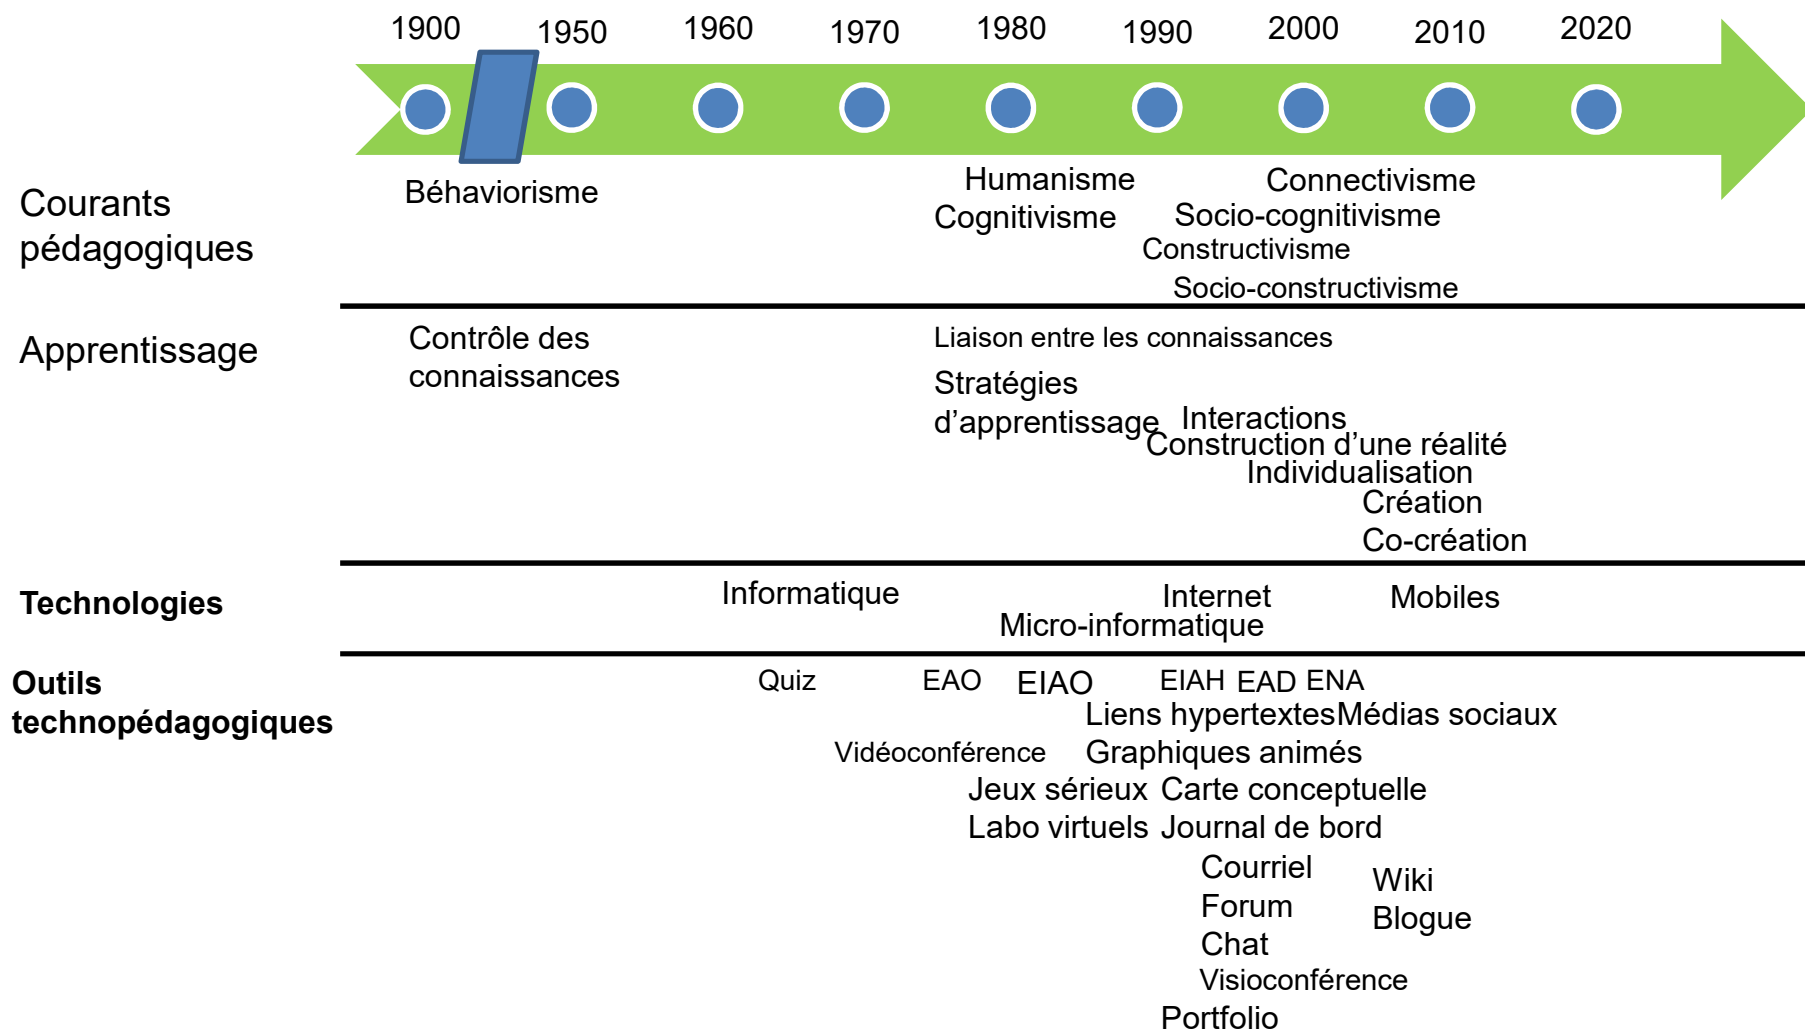 1900 1950 1960 1970 1980 1990 2000 2010 2020
Courants
pédagogiques
Béhaviorisme
Humanisme
Cognitivisme
Connectivisme
Socio-cognitivisme
Constructivisme
Socio-constructivisme
Apprentissage
Contrôle des
connaissances
Liaison entre les connaissances
Stratégies
d’apprentissage
Interactions
Construction d’une réalité
Individualisation
Création
Co-création
Technologies
Informatique
Internet
Mobiles
Micro-informatique
Outils
technopédagogiques
Quiz
EAO
EIAO
EIAH
EAD
ENA
Liens hypertextes
Médias sociaux
Vidéoconférence
Graphiques animés
Jeux sérieux
Carte conceptuelle
Labo virtuels
Journal de bord
Courriel
Forum
Chat
Visioconférence
Portfolio
Wiki
Blogue